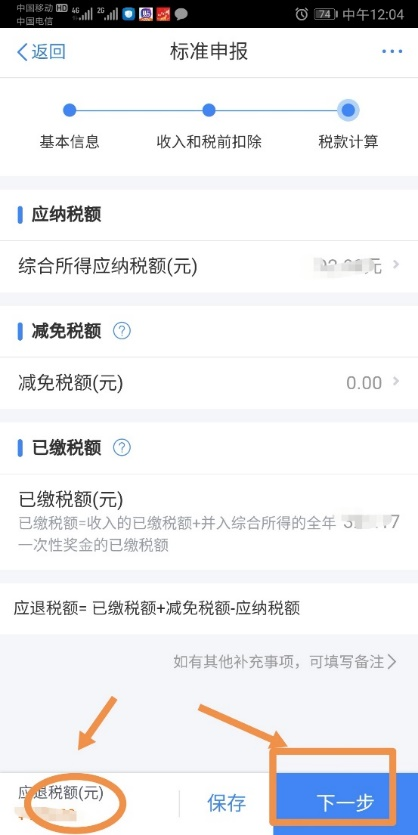 中国移动 HD 4G 2G
中国电信
74 中午12:04
返回 标准申报 ...
基本信息 收入和税前扣除 税款计算
应纳税额
综合所得应纳税额(元) 元 >
减免税额 ?
减免税额(元) 0.00 >
已缴税额 ?
已缴税额(元)
已缴税额=收入的已缴税额+并入综合所得的全年
一次性奖金的已缴税额
应退税额= 已缴税额+减免税额-应纳税额
如有其他补充事项，可填写备注>
应退税额(元) 保存 下一步